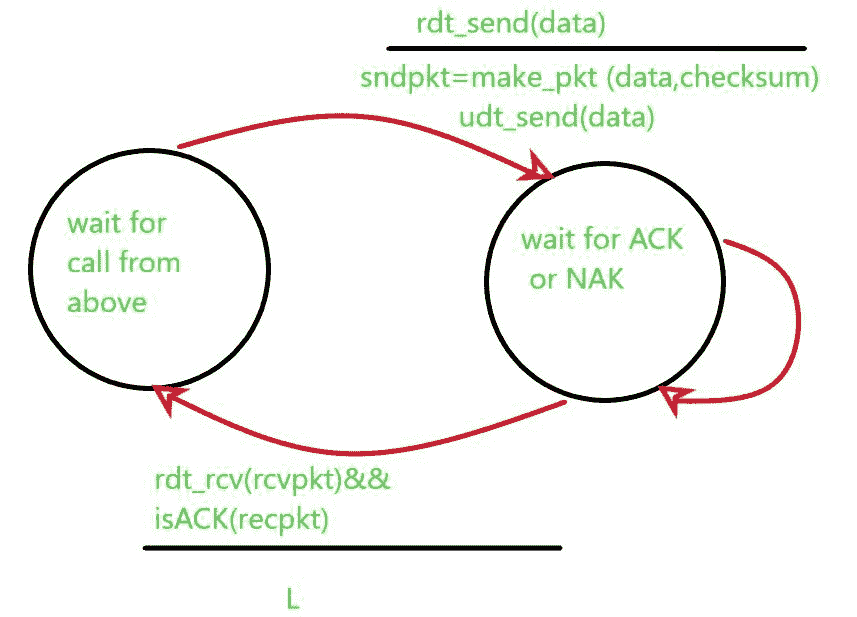 rdt_send(data)
sndpkt=make_pkt (data,checksum)
udt_send(data)
wait for
call from
above
wait for ACK
or NAK
rdt_rcv(rcvpkt)&&
isACK(recpkt)
L